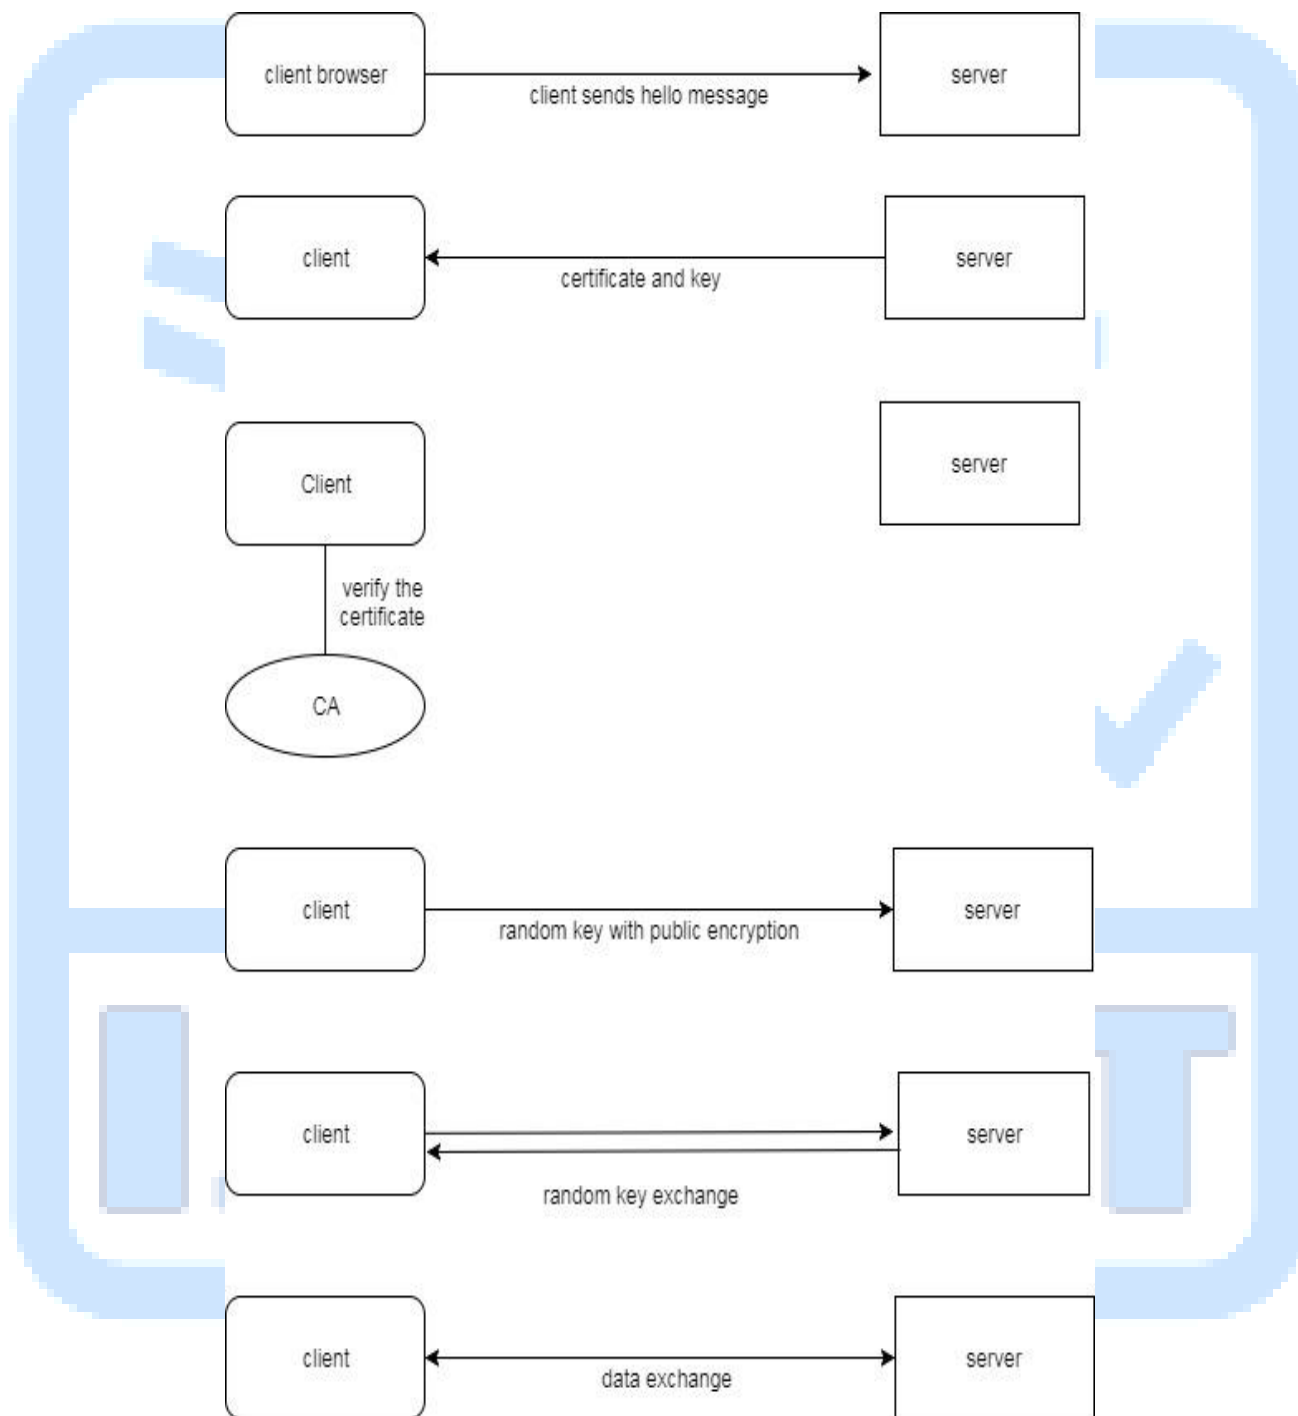 client browser
client sends hello message
server
client
certificate and key
server
Client
server
verify the
certificate
CA
client
random key with public encryption
server
client
random key exchange
server
client
data exchange
server